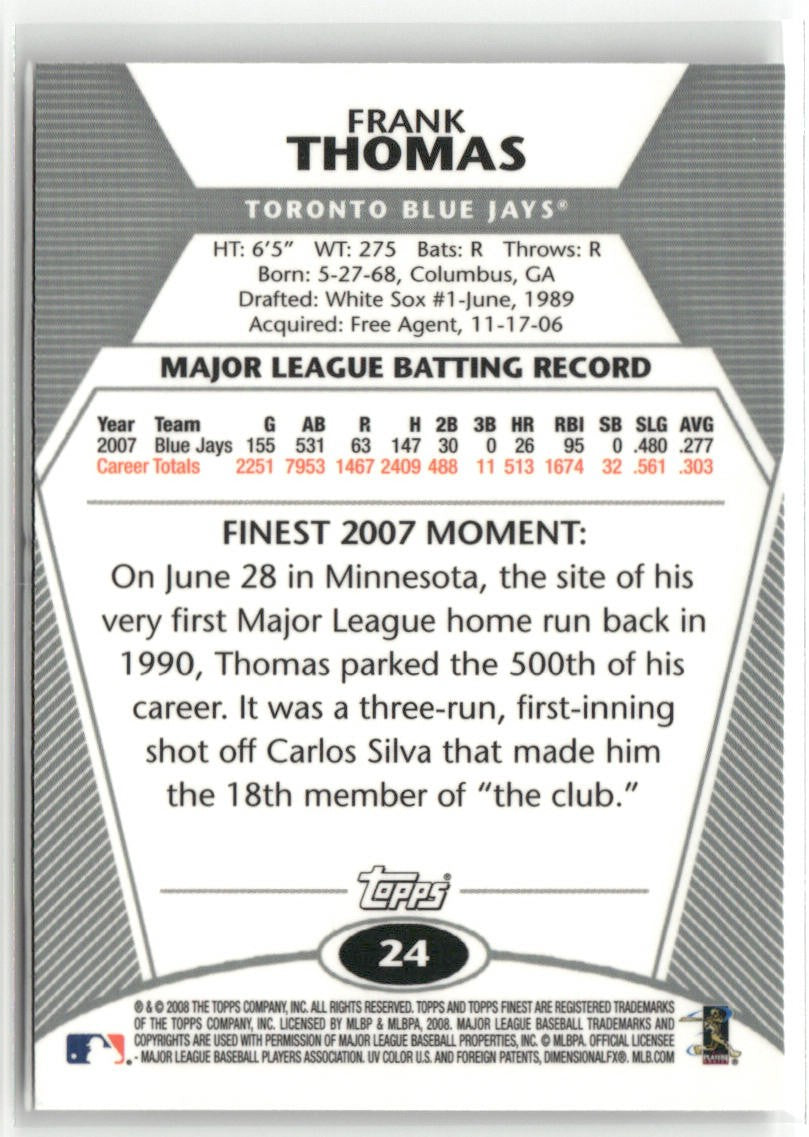 FRANK
THOMAS
TORONTO BLUE JAYS®
HT: 6'5" WT: 275 Bats: R Throws: R
Born: 5-27-68, Columbus, GA
Drafted: White Sox #1-June, 1989
Acquired: Free Agent, 11-17-06
MAJOR LEAGUE BATTING RECORD
Year Team G AB R H 2B 3B HR RBI SB SLG AVG
2007 Blue Jays 155 531 63 147 30 0 26 95 0 .480 .277
Career Totals 2251 7953 1467 2409 488 11 513 1674 32 .561 .303
FINEST 2007 MOMENT:
On June 28 in Minnesota, the site of his
very first Major League home run back in
1990, Thomas parked the 500th of his
career. It was a three-run, first-inning
shot off Carlos Silva that made him
the 18th member of “the club.”
Topps®
24
® & © 2008 THE TOPPS COMPANY, INC. ALL RIGHTS RESERVED. TOPPS AND TOPPS FINEST ARE REGISTERED TRADEMARKS
OF THE TOPPS COMPANY, INC. LICENSED BY MLBP & MLBPA, 2008. MAJOR LEAGUE BASEBALL TRADEMARKS AND
COPYRIGHTS ARE USED WITH PERMISSION OF MAJOR LEAGUE BASEBALL PROPERTIES, INC. © MLBPA. OFFICIAL LICENSEE
- MAJOR LEAGUE BASEBALL PLAYERS ASSOCIATION. UV COLOR U.S. AND FOREIGN PATENTS, DIMENSIONALFX®. MLB.COM
PLAYERS